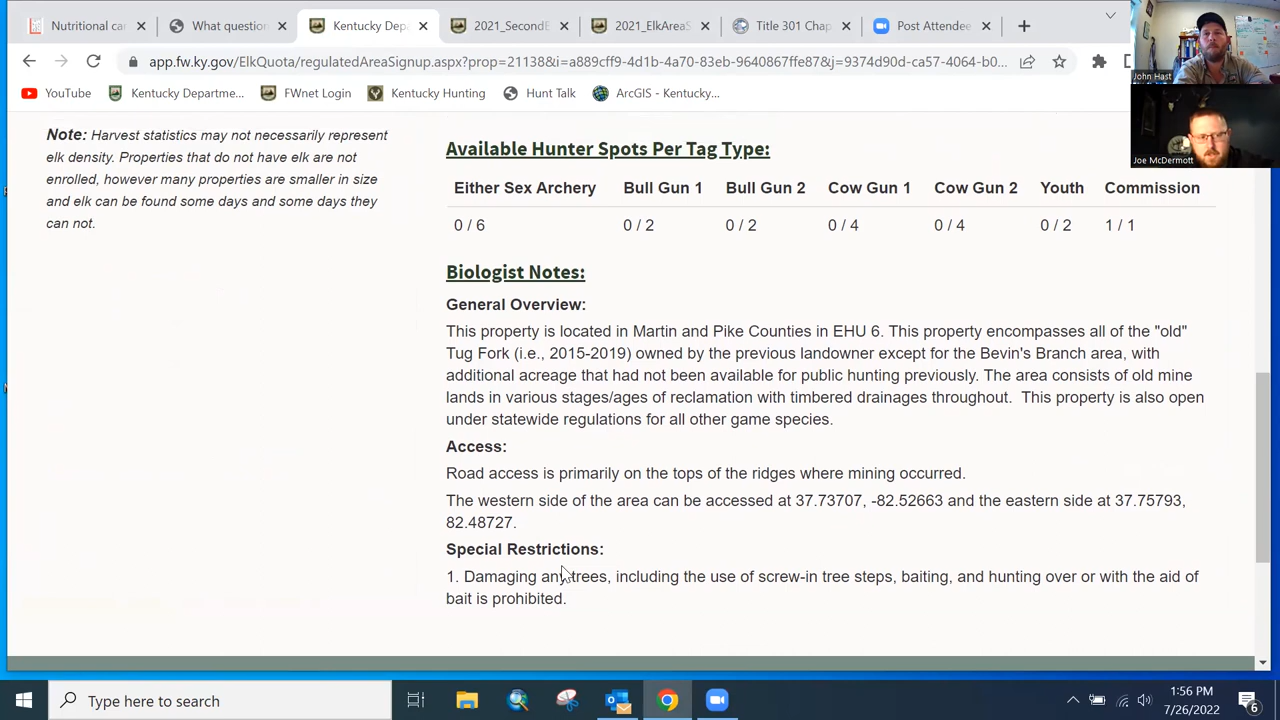 Nutritional ca
What question
Kentucky Dep
2021_SecondE
2021_ElkAreaS
Title 301 Chap
Post Attendee
app.fw.ky.gov/ElkQuota/regulatedAreaSignup.aspx?prop=21138&i=a889cff9-4d1b-4a70-83eb-9640867ffe87&j=9374d90d-ca57-4064-b0...
YouTube
Kentucky Departme...
FWnet Login
Kentucky Hunting
Hunt Talk
ArcGIS - Kentucky...
John Hast
Joe McDermott
Note: Harvest statistics may not necessarily represent
elk density. Properties that do not have elk are not
enrolled, however many properties are smaller in size
and elk can be found some days and some days they
can not.
Available Hunter Spots Per Tag Type:
Either Sex Archery Bull Gun 1 Bull Gun 2 Cow Gun 1 Cow Gun 2 Youth Commission
0 / 6 0 / 2 0 / 2 0 / 4 0 / 4 0 / 2 1 / 1
Biologist Notes:
General Overview:
This property is located in Martin and Pike Counties in EHU 6. This property encompasses all of the "old"
Tug Fork (i.e., 2015-2019) owned by the previous landowner except for the Bevin's Branch area, with
additional acreage that had not been available for public hunting previously. The area consists of old mine
lands in various stages/ages of reclamation with timbered drainages throughout. This property is also open
under statewide regulations for all other game species.
Access:
Road access is primarily on the tops of the ridges where mining occurred.
The western side of the area can be accessed at 37.73707, -82.52663 and the eastern side at 37.75793,
82.48727.
Special Restrictions:
1. Damaging any trees, including the use of screw-in tree steps, baiting, and hunting over or with the aid of
bait is prohibited.
Type here to search
1:56 PM
7/26/2022
6